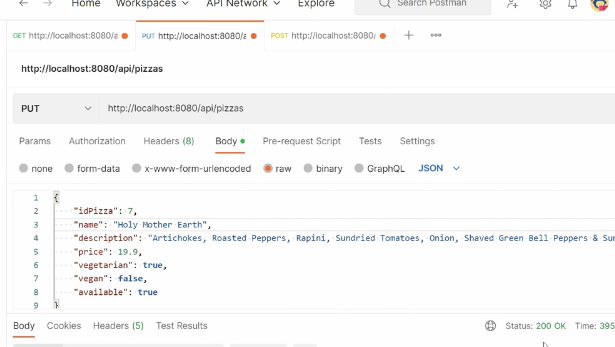 Home Workspaces API Network Explore Search Postman
GET http://localhost:8080/a PUT http://localhost:8080/a POST http://localhost:8080/
http://localhost:8080/api/pizzas
PUT http://localhost:8080/api/pizzas
Params Authorization Headers (8) Body Pre-request Script Tests Settings
none form-data x-www-form-urlencoded raw binary GraphQL JSON
1 {
2 "idPizza": 7,
3 "name": "Holy Mother Earth",
4 "description": "Artichokes, Roasted Peppers, Rapini, Sundried Tomatoes, Onion, Shaved Green Bell Peppers & Sun
5 "price": 19.9,
6 "vegetarian": true,
7 "vegan": false,
8 "available": true
9 }
Body Cookies Headers (5) Test Results Status: 200 OK Time: 395